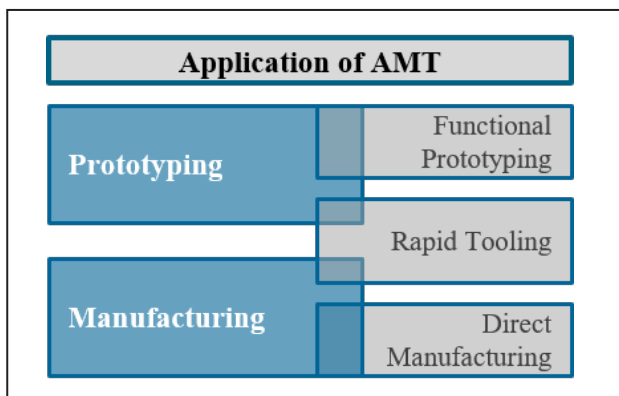 Application of AMT
Prototyping
Functional
Prototyping
Rapid Tooling
Manufacturing
Direct
Manufacturing